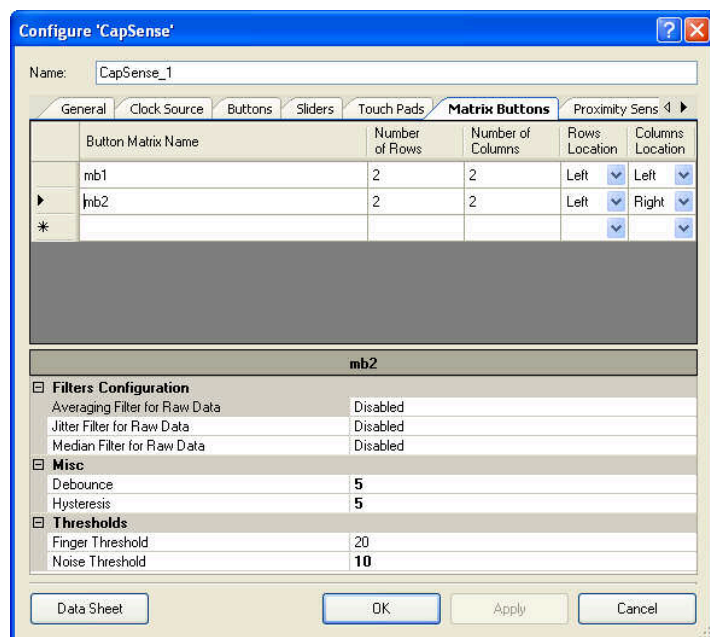 Configure 'CapSense'
Name: CapSense_1
General Clock Source Buttons Sliders Touch Pads Matrix Buttons Proximity Sens
Button Matrix Name Number of Rows Number of Columns Rows Location Columns Location
mb1 2 2 Left Left
mb2 2 2 Left Right
mb2
Filters Configuration
Averaging Filter for Raw Data Disabled
Jitter Filter for Raw Data Disabled
Median Filter for Raw Data Disabled
Misc
Debounce 5
Hysteresis 5
Thresholds
Finger Threshold 20
Noise Threshold 10
Data Sheet OK Apply Cancel